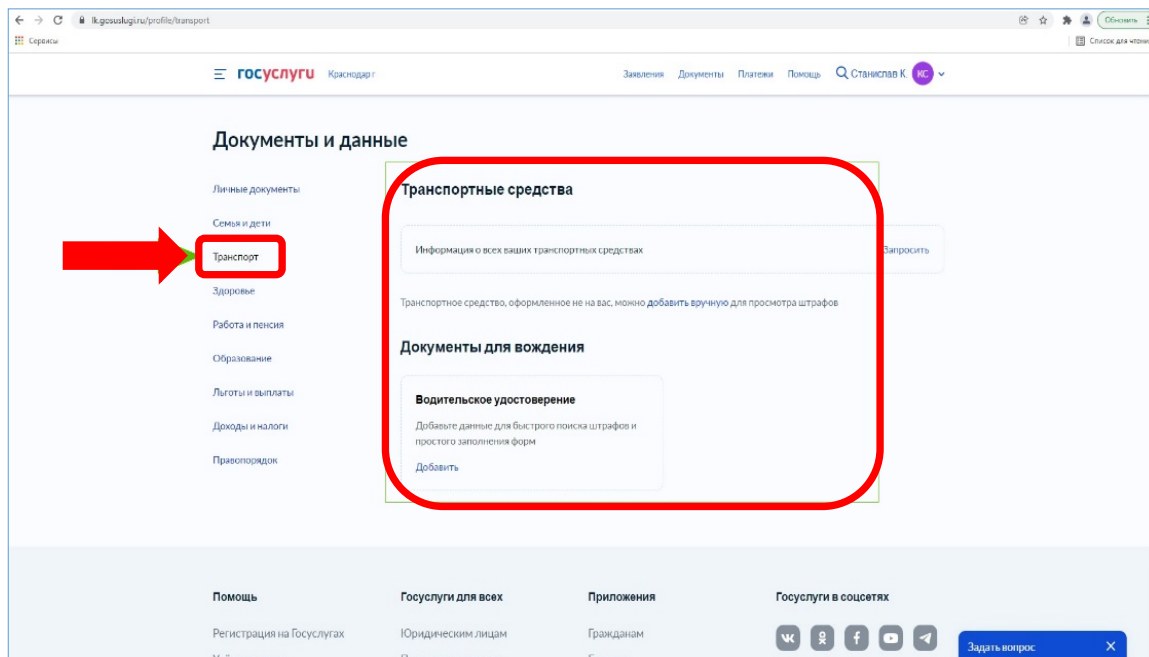 lk.gosuslugi.ru/profile/transport
Обновить
Сервисы
Список для чтения
госуслуги Краснодар
Заявления Документы Платежи Помощь Станислав К. КС
Документы и данные
Личные документы
Семья и дети
Транспорт
Здоровье
Работа и пенсия
Образование
Льготы и выплаты
Доходы и налоги
Правопорядок
Транспортные средства
Информация о всех ваших транспортных средствах
Запросить
Транспортное средство, оформленное не на вас, можно добавить вручную для просмотра штрафов
Документы для вождения
Водительское удостоверение
Добавьте данные для быстрого поиска штрафов и
простого заполнения форм
Добавить
Помощь
Регистрация на Госуслугах
Госуслуги для всех
Юридическим лицам
Приложения
Гражданам
Госуслуги в соцсетях
Задать вопрос